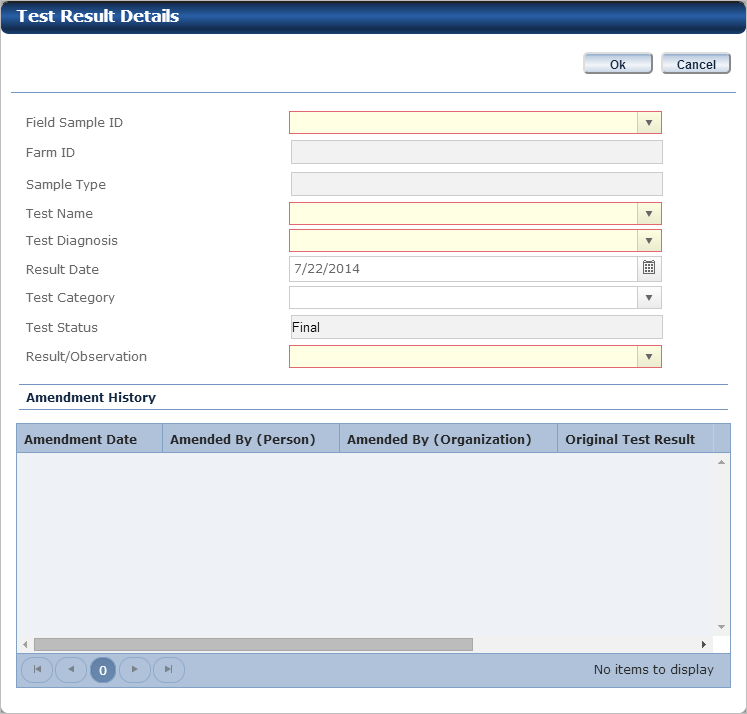 Test Result Details
Ok Cancel
Field Sample ID
Farm ID
Sample Type
Test Name
Test Diagnosis
Result Date 7/22/2014
Test Category
Test Status Final
Result/Observation
Amendment History
Amendment Date Amended By (Person) Amended By (Organization) Original Test Result
0 No items to display